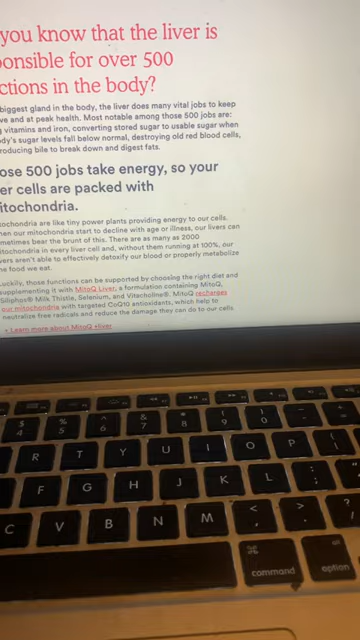 you know that the liver is
onsible for over 500
ctions in the body?
biggest gland in the body, the liver does many vital jobs to keep
ve and at peak health. Most notable among those 500 jobs are:
g vitamins and iron, converting stored sugar to usable sugar when
dy's sugar levels fall below normal, destroying old red blood cells,
roducing bile to break down and digest fats.
ose 500 jobs take energy, so your
er cells are packed with
itochondria.
tochondria are like tiny power plants providing energy to our cells.
hen our mitochondria start to decline with age or illness, our livers can
metimes bear the brunt of this. There are as many as 2000
itochondria in every liver cell and, without them running at 100%, our
vers aren't able to effectively detoxify our blood or properly metabolize
he food we eat.
uckily, those functions can be supported by choosing the right diet and
supplementing it with MitoQ Liver, a formulation containing MitoQ,
Siliphos® Milk Thistle, Selenium, and Vitacholine®. MitoQ recharges
our mitochondria with targeted CoQ10 antioxidants, which help to
neutralize free radicals and reduce the damage they can do to our cells.
+ Learn more about MitoQ +liver
$ 4 % 5 ^ 6 & 7 * 8 ( 9 ) 0
R T Y U I O P
F G H J K L : ;
C V B N M < , > . ? /
⌘ command alt option